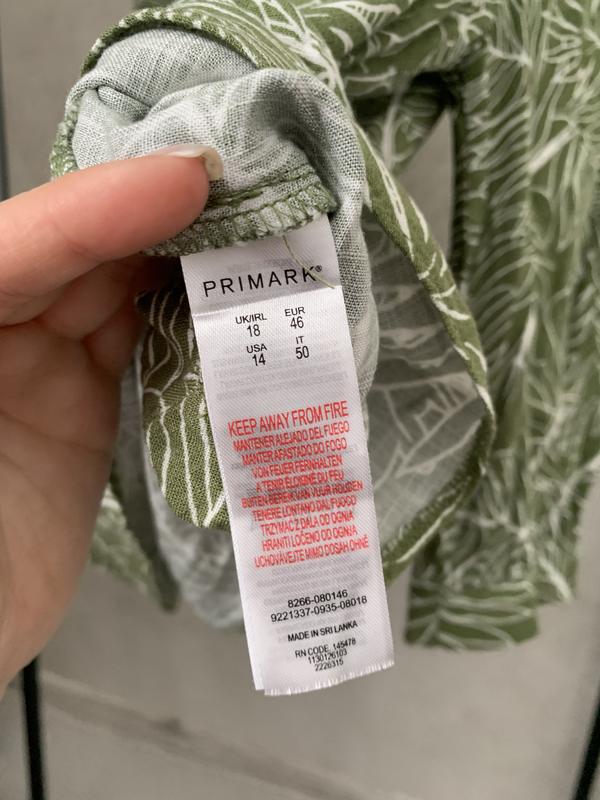 PRIMARK®
UK/IRL EUR
18 46
USA IT
14 50
KEEP AWAY FROM FIRE
MANTENER ALEJADO DEL FUEGO
MANTER AFASTADO DO FOGO
VON FEUER FERNHALTEN
A TENIR ÉLOIGNÉ DU FEU
BUITEN BEREIK VAN VUUR HOUDEN
TENERE LONTANO DAL FUOCO
TRZYMAĆ Z DALA OD OGNIA
HRANITI LOČENO OD OGNJA
UCHOVÁVEJTE MIMO DOSAH OHNĚ
8266-080146
9221337-0935-08018
MADE IN SRI LANKA
RN CODE, 145478
1130126103
2226315